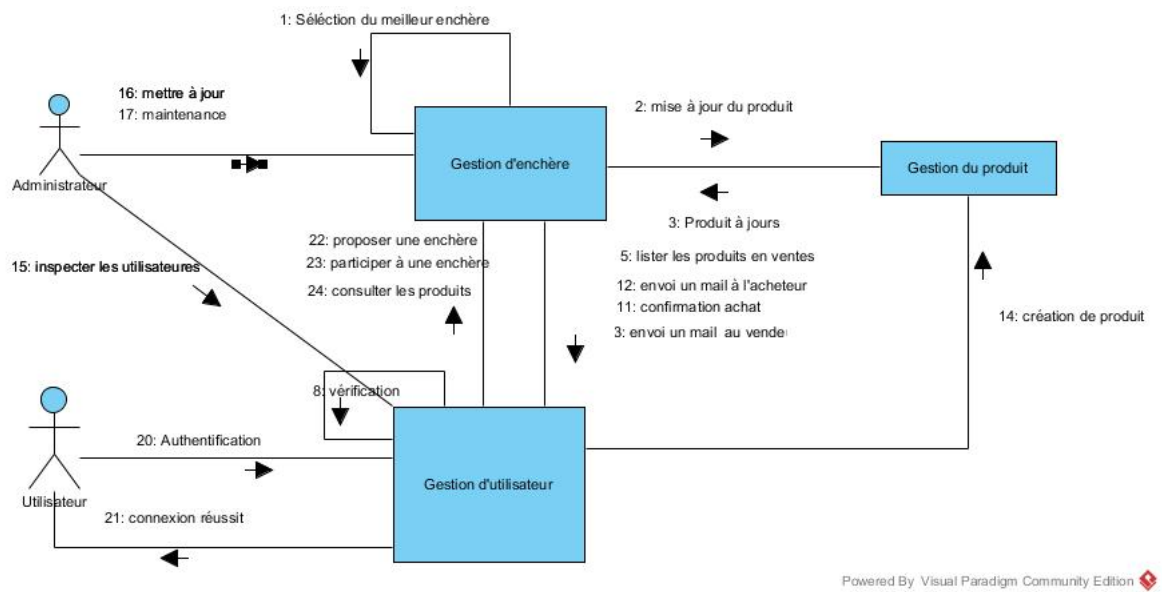 1: Séléction du meilleur enchère
16: mettre à jour
17: maintenance
2: mise à jour du produit
Gestion d'enchère
Gestion du produit
Administrateur
3: Produit à jours
22: proposer une enchère
23: participer à une enchère
24: consulter les produits
5: lister les produits en ventes
12: envoi un mail à l'acheteur
11: confirmation achat
3: envoi un mail au vende
15: inspecter les utilisateures
14: création de produit
8: vérification
20: Authentification
Gestion d'utilisateur
Utilisateur
21: connexion réussit
Powered By Visual Paradigm Community Edition